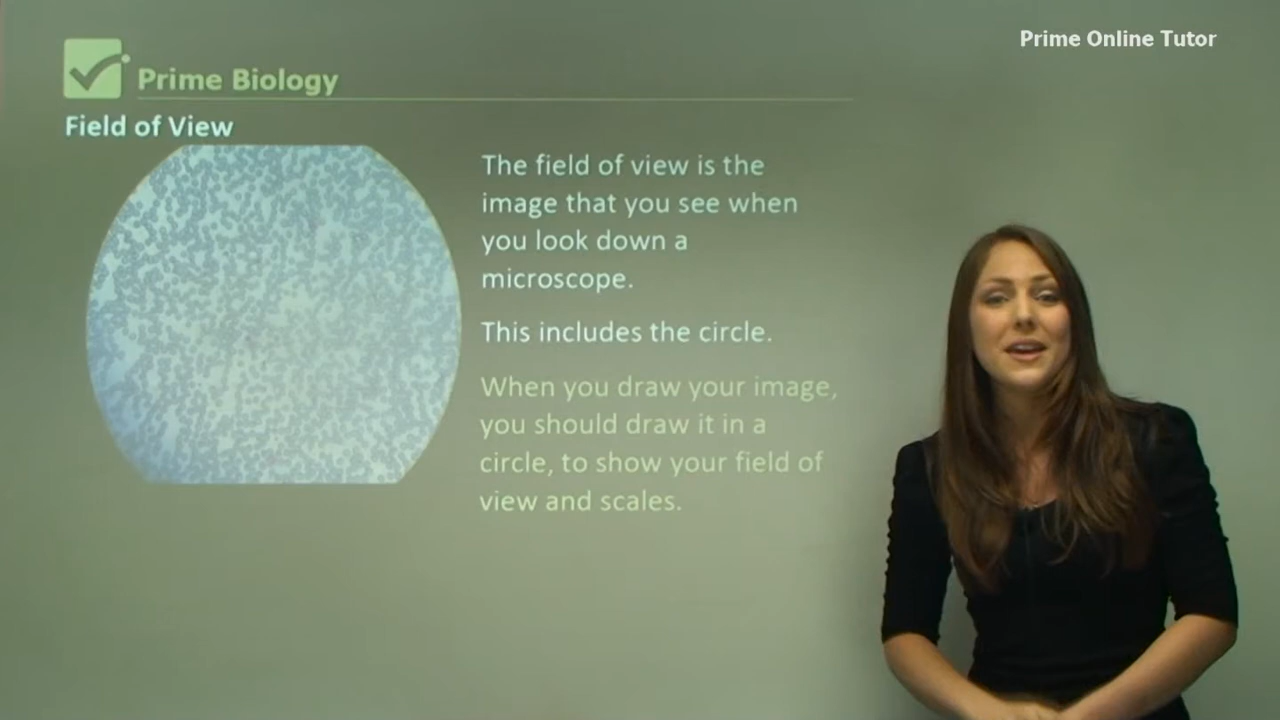 Prime Online Tutor
Prime Biology
Field of View
The field of view is the
image that you see when
you look down a
microscope.
This includes the circle.
When you draw your image,
you should draw it in a
circle, to show your field of
view and scales.